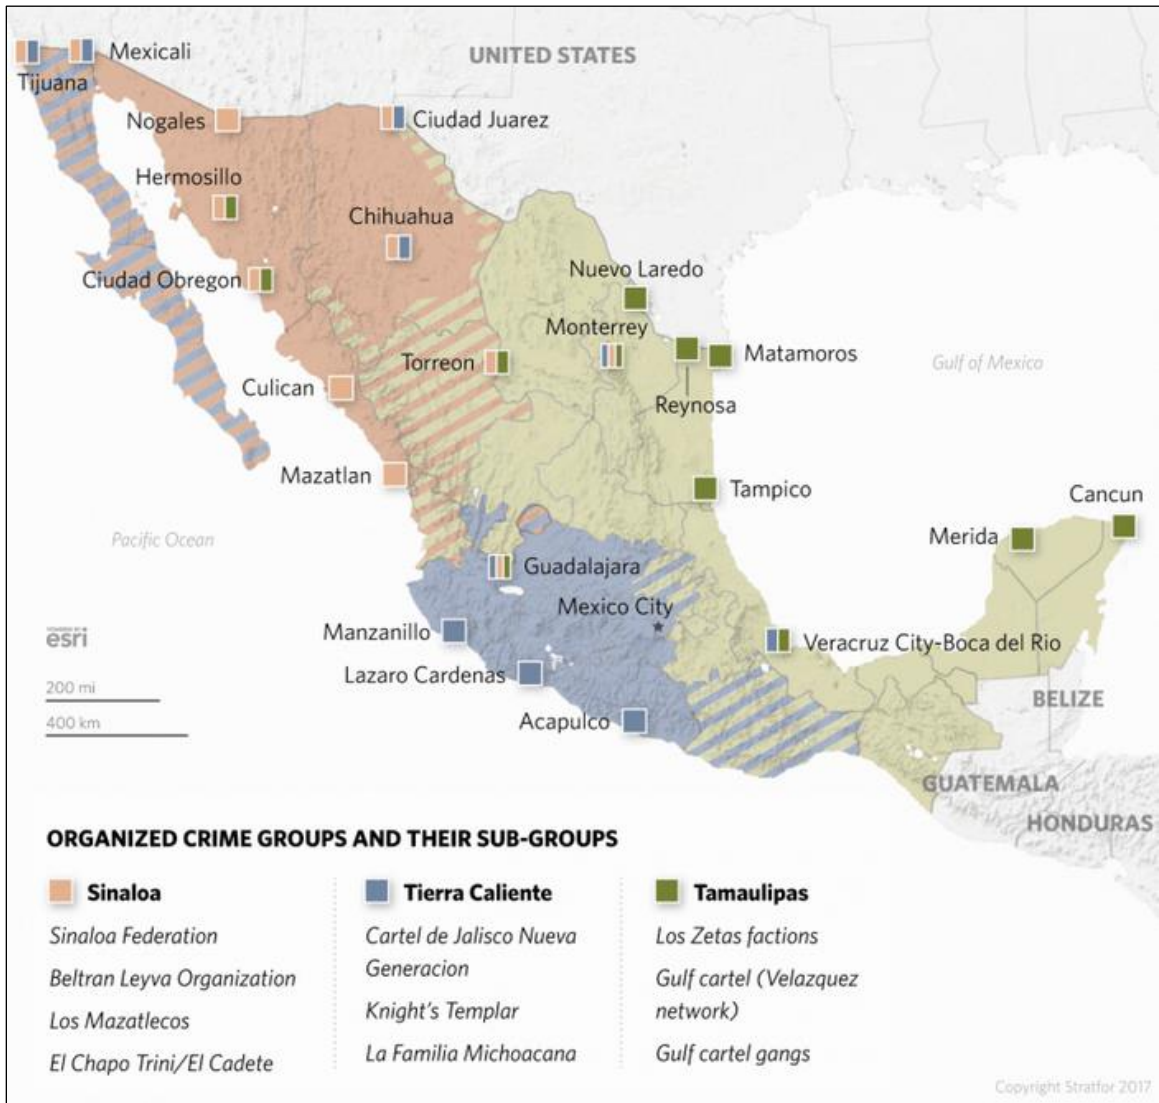 UNITED STATES
Mexicali
Tijuana
Nogales
Ciudad Juarez
Hermosillo
Chihuahua
Ciudad Obregon
Nuevo Laredo
Monterrey
Torreon
Matamoros
Gulf of Mexico
Culican
Reynosa
Mazatlan
Tampico
Cancun
Merida
Pacific Ocean
Guadalajara
Mexico City
POWERED BY
esri
Manzanillo
Veracruz City-Boca del Rio
Lazaro Cardenas
200 mi
400 km
Acapulco
BELIZE
GUATEMALA
HONDURAS
ORGANIZED CRIME GROUPS AND THEIR SUB-GROUPS
Sinaloa
Sinaloa Federation
Beltran Leyva Organization
Los Mazatlecos
El Chapo Trini/El Cadete
Tierra Caliente
Cartel de Jalisco Nueva
Generacion
Knight's Templar
La Familia Michoacana
Tamaulipas
Los Zetas factions
Gulf cartel (Velazquez
network)
Gulf cartel gangs
Copyright Stratfor 2017